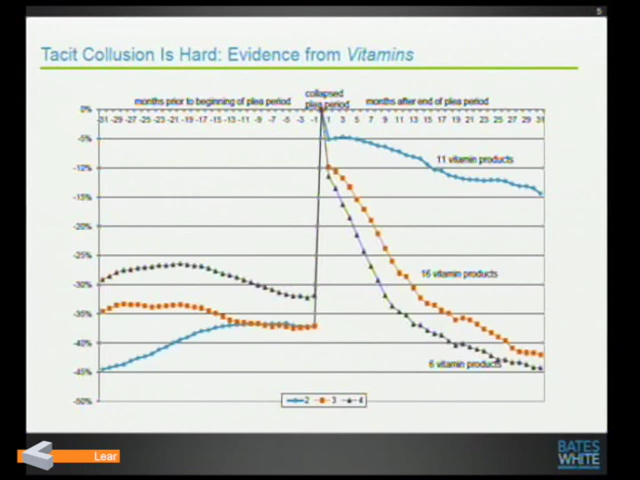 5
Tacit Collusion Is Hard: Evidence from Vitamins
months prior to beginning of plea period
collapsed
plea period
months after end of plea period
0%
-31 -29 -27 -25 -23 -21 -19 -17 -15 -13 -11 -9 -7 -5 -3 -1 1 3 5 7 9 11 13 15 17 19 21 23 25 27 29 31
-5%
11 vitamin products
-10%
-15%
-20%
-25%
16 vitamin products
-30%
-35%
-40%
6 vitamin products
-45%
-50%
2 3 4
Lear
BATES
WHITE